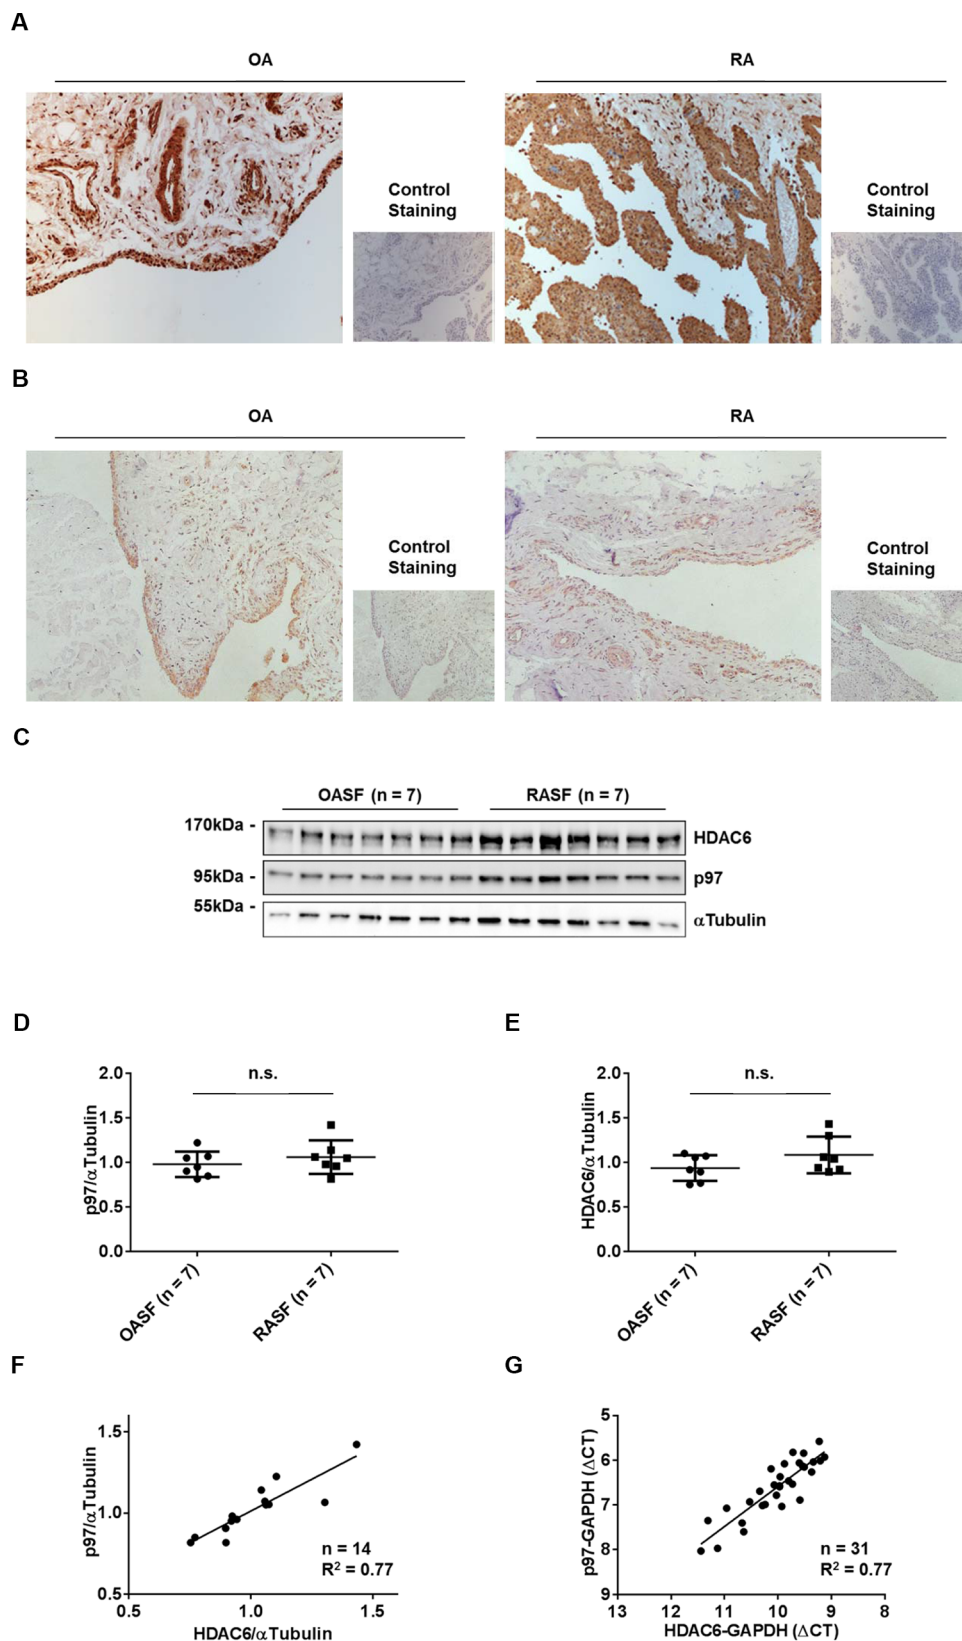 A
OA
RA
Control
Staining
Control
Staining
B
OA
RA
Control
Staining
Control
Staining
C
OASF (n = 7)
RASF (n = 7)
170kDa -
HDAC6
95kDa -
p97
55kDa -
αTubulin
D
p97/αTubulin
2.0
1.5
1.0
0.5
0.0
n.s.
OASF (n = 7)
RASF (n = 7)
E
HDAC6/αTubulin
2.0
1.5
1.0
0.5
0.0
n.s.
OASF (n = 7)
RASF (n = 7)
F
p97/αTubulin
1.5
1.0
0.5
n = 14
R² = 0.77
0.5
1.0
1.5
HDAC6/αTubulin
G
p97-GAPDH (ΔCT)
5
6
7
8
9
n = 31
R² = 0.77
13
12
11
10
9
8
HDAC6-GAPDH (ΔCT)